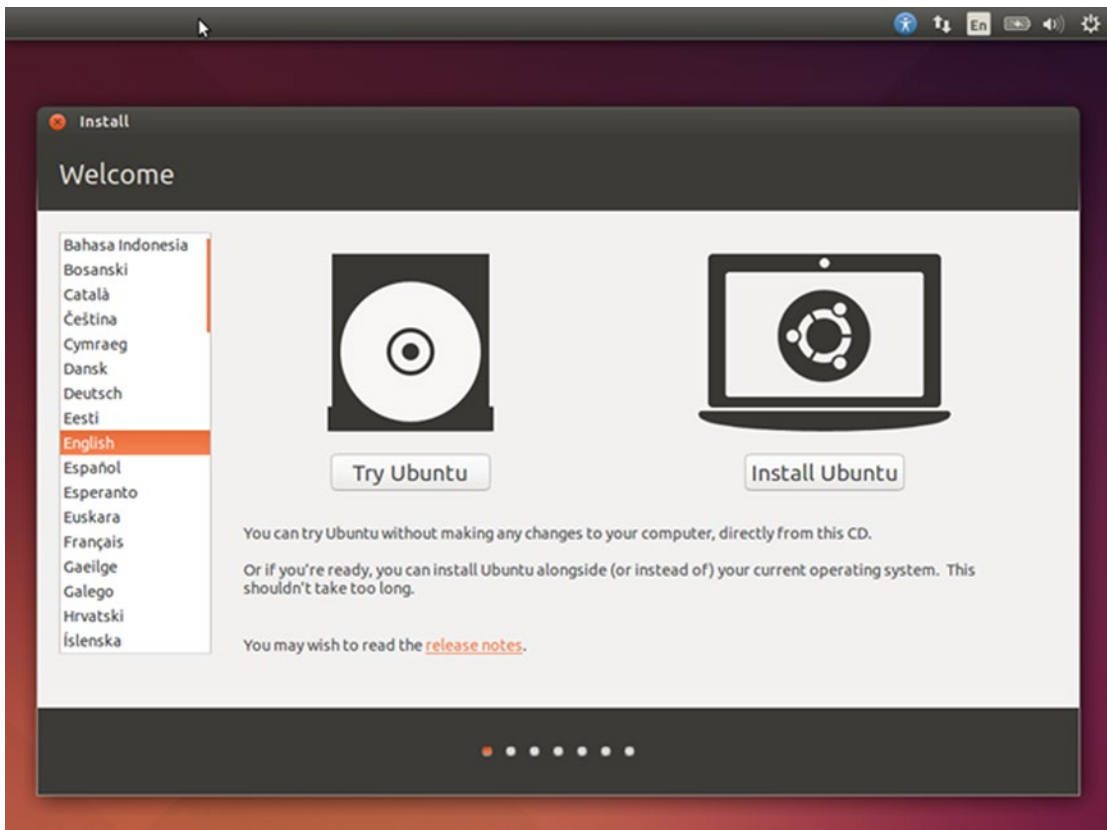 En
Install
Welcome
Bahasa Indonesia
Bosanski
Català
Čeština
Cymraeg
Dansk
Deutsch
Eesti
English
Español
Esperanto
Euskara
Français
Gaeilge
Galego
Hrvatski
Íslenska
Try Ubuntu
Install Ubuntu
You can try Ubuntu without making any changes to your computer, directly from this CD.
Or if you're ready, you can install Ubuntu alongside (or instead of) your current operating system. This
shouldn't take too long.
You may wish to read the release notes.